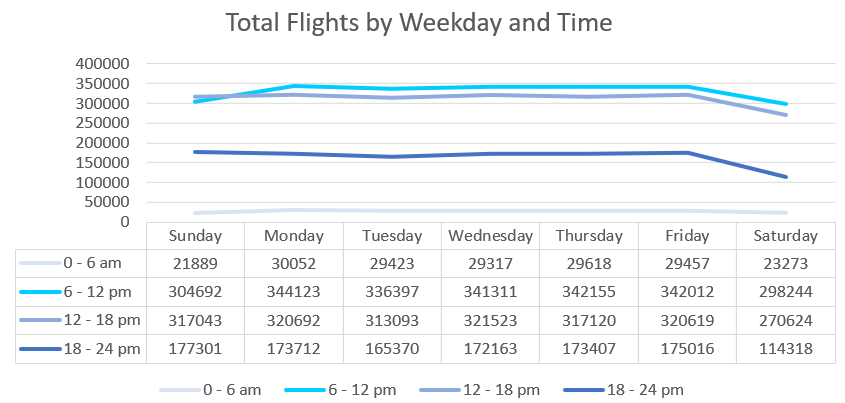 Total Flights by Weekday and Time
400000
350000
300000
250000
200000
150000
100000
50000
0
Sunday Monday Tuesday Wednesday Thursday Friday Saturday
0 - 6 am 21889 30052 29423 29317 29618 29457 23273
6 - 12 pm 304692 344123 336397 341311 342155 342012 298244
12 - 18 pm 317043 320692 313093 321523 317120 320619 270624
18 - 24 pm 177301 173712 165370 172163 173407 175016 114318
0 - 6 am 6 - 12 pm 12 - 18 pm 18 - 24 pm